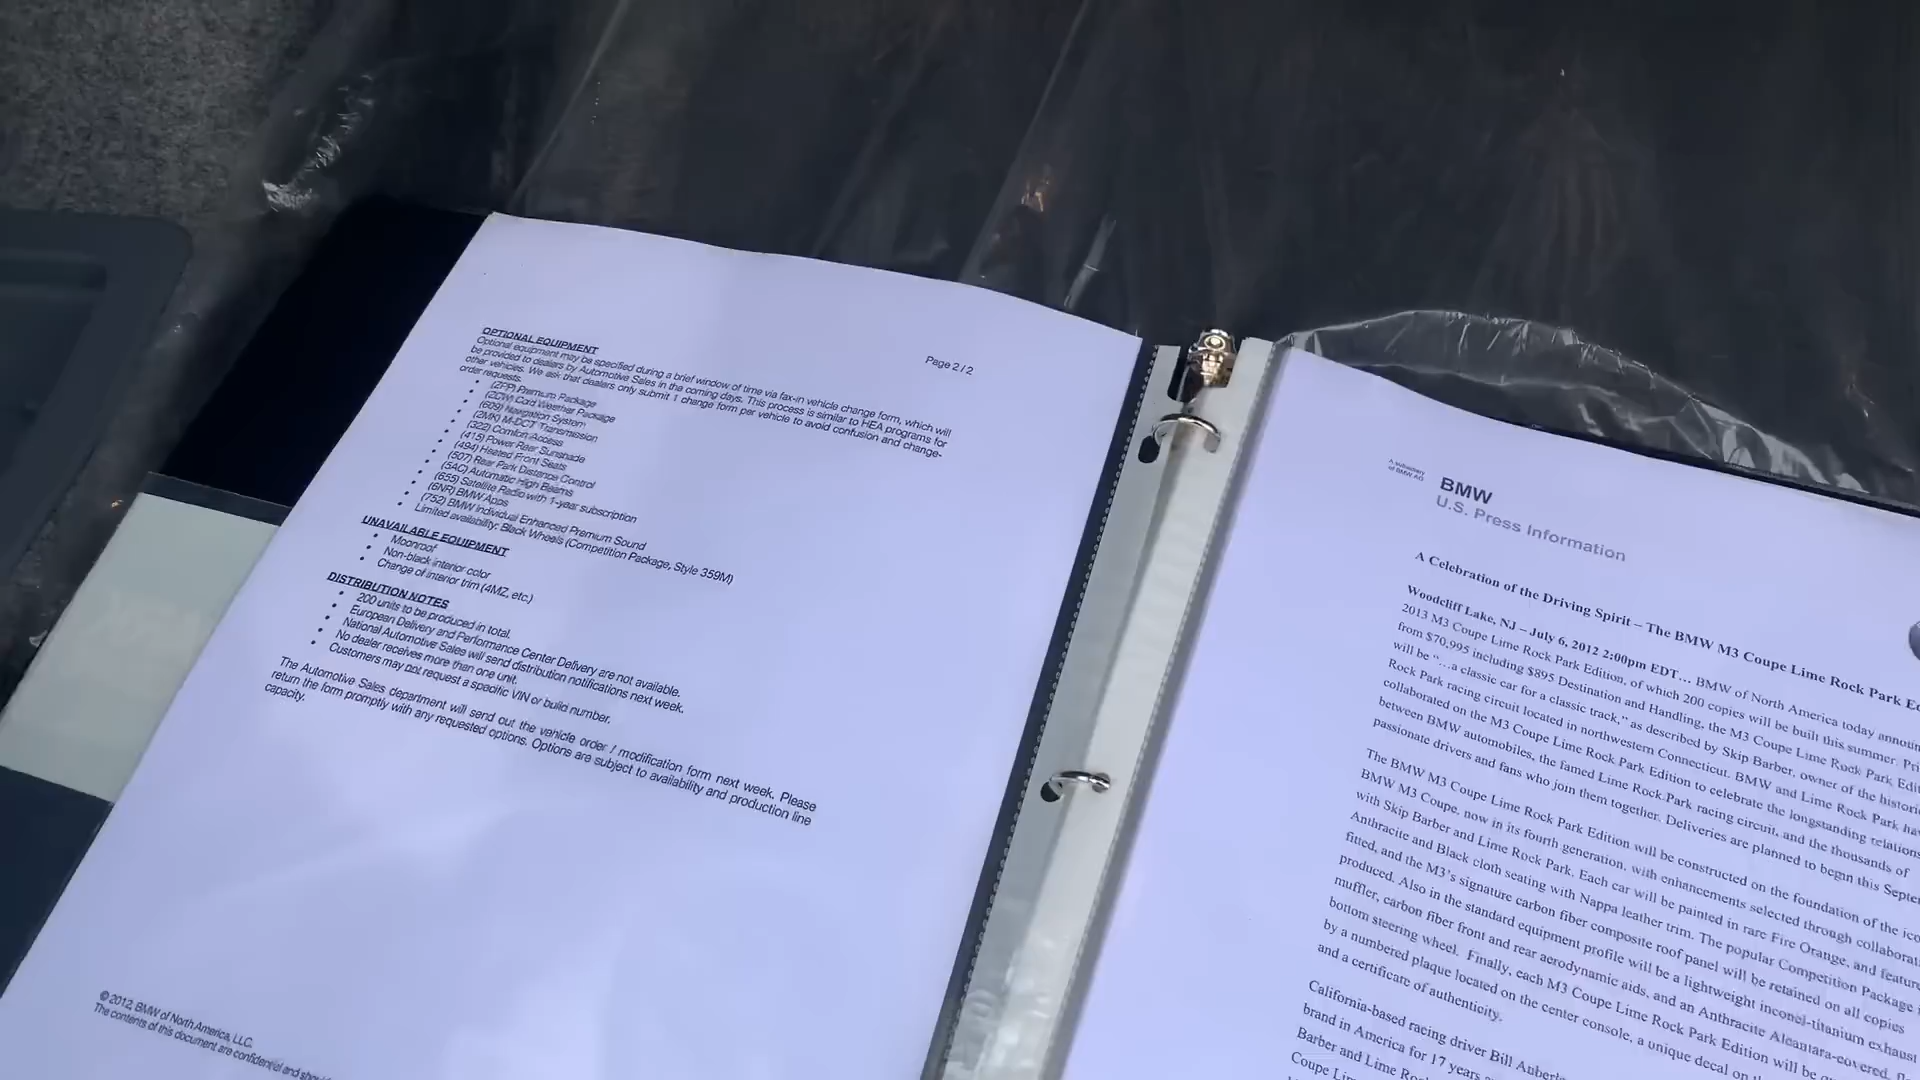 Page 2 / 2
OPTIONAL EQUIPMENT
Optional equipment may be specified during a brief window of time via fax-in vehicle change form, which will
be provided to dealers by Automotive Sales in the coming days. This process is similar to HEA programs for
other vehicles. We ask that dealers only submit 1 change form per vehicle to avoid confusion and change-
order requests.
• (ZPP) Premium Package
• (ZCW) Cold Weather Package
• (609) Navigation System
• (2MK) M-DCT Transmission
• (322) Comfort Access
• (415) Power Rear Sunshade
• (494) Heated Front Seats
• (507) Rear Park Distance Control
• (5AC) Automatic High Beams
• (655) Satellite Radio with 1-year subscription
• (6NR) BMW Apps
• (752) BMW Individual Enhanced Premium Sound
• Limited availability: Black Wheels (Competition Package, Style 359M)
UNAVAILABLE EQUIPMENT
• Moonroof
• Non-black interior color
• Change of interior trim (4MZ, etc.)
DISTRIBUTION NOTES
• 200 units to be produced in total.
• European Delivery and Performance Center Delivery are not available.
• National Automotive Sales will send distribution notifications next week.
• No dealer receives more than one unit.
• Customers may not request a specific VIN or build number.
The Automotive Sales department will send out the vehicle order / modification form next week. Please
return the form promptly with any requested options. Options are subject to availability and production line
capacity.
© 2012, BMW of North America, LLC.
The contents of this document are confidential and
A subsidiary
of BMW AG
BMW
U.S. Press Information
A Celebration of the Driving Spirit – The BMW M3 Coupe Lime Rock Park
Woodcliff Lake, NJ – July 6, 2012 2:00pm EDT… BMW of North America today
2013 M3 Coupe Lime Rock Park Edition, of which 200 copies will be built this summer.
from $70,995 including $895 Destination and Handling, the M3 Coupe Lime Rock Park
will be “…a classic car for a classic track,” as described by Skip Barber, owner of the
Rock Park racing circuit located in northwestern Connecticut. BMW and Lime Rock Park
collaborated on the M3 Coupe Lime Rock Park Edition to celebrate the longstanding
between BMW automobiles, the famed Lime Rock Park racing circuit, and the thousands of
passionate drivers and fans who join them together. Deliveries are planned to begin this
The BMW M3 Coupe Lime Rock Park Edition will be constructed on the foundation of the
BMW M3 Coupe, now in its fourth generation, with enhancements selected through
with Skip Barber and Lime Rock Park. Each car will be painted in rare Fire Orange, and
Anthracite and Black cloth seating with Nappa leather trim. The popular Competition Package
fitted, and the M3's signature carbon fiber composite roof panel will be retained on all copies
produced. Also in the standard equipment profile will be a lightweight inconel-titanium exhaust
muffler, carbon fiber front and rear aerodynamic aids, and an Anthracite Alcantara-covered,
bottom steering wheel. Finally, each M3 Coupe Lime Rock Park Edition will be
by a numbered plaque located on the center console, a unique decal on
and a certificate of authenticity.
California-based racing driver Bill
brand in America for 17 years
Barber and Lime
Coupe